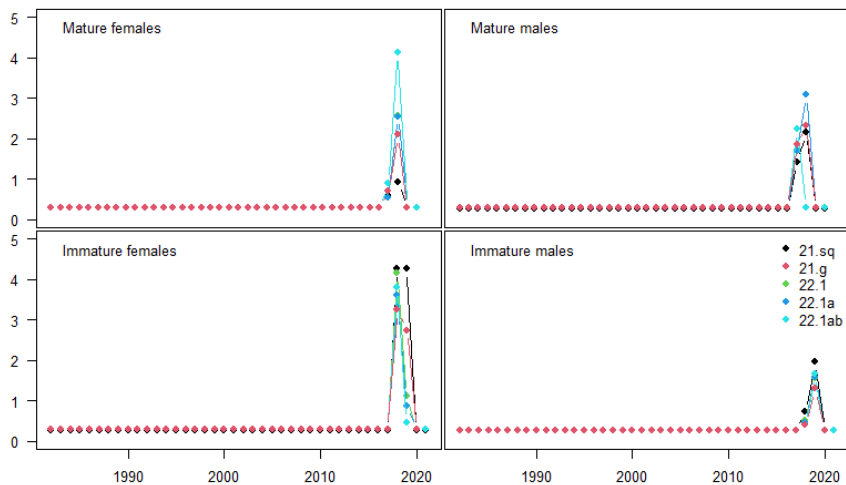 Mature females
Mature males
5
4
3
2
1
0
Immature females
Immature males
5
4
3
2
1
0
21.sq
21.g
22.1
22.1a
22.1ab
1990 2000 2010 2020
1990 2000 2010 2020